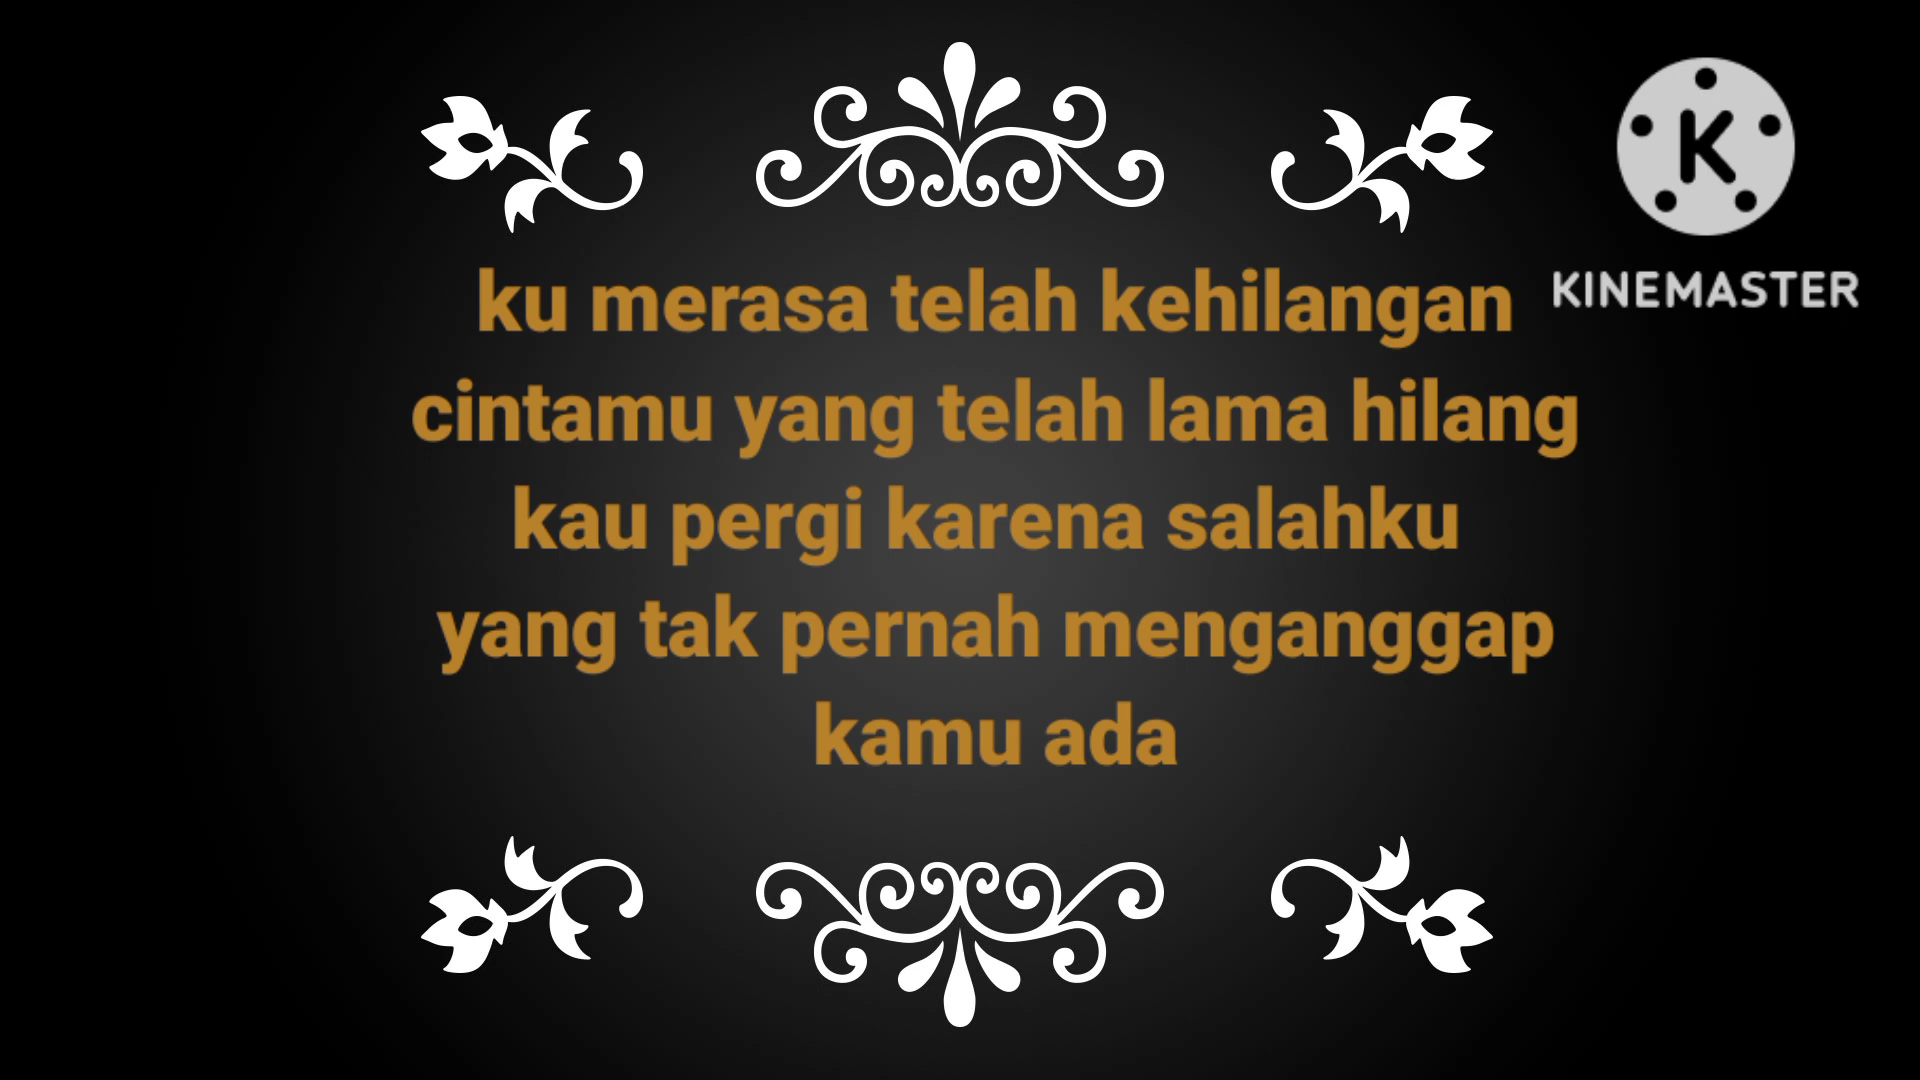 ku merasa telah kehilangan
cintamu yang telah lama hilang
kau pergi karena salahku
yang tak pernah menganggap
kamu ada
K
KINEMASTER